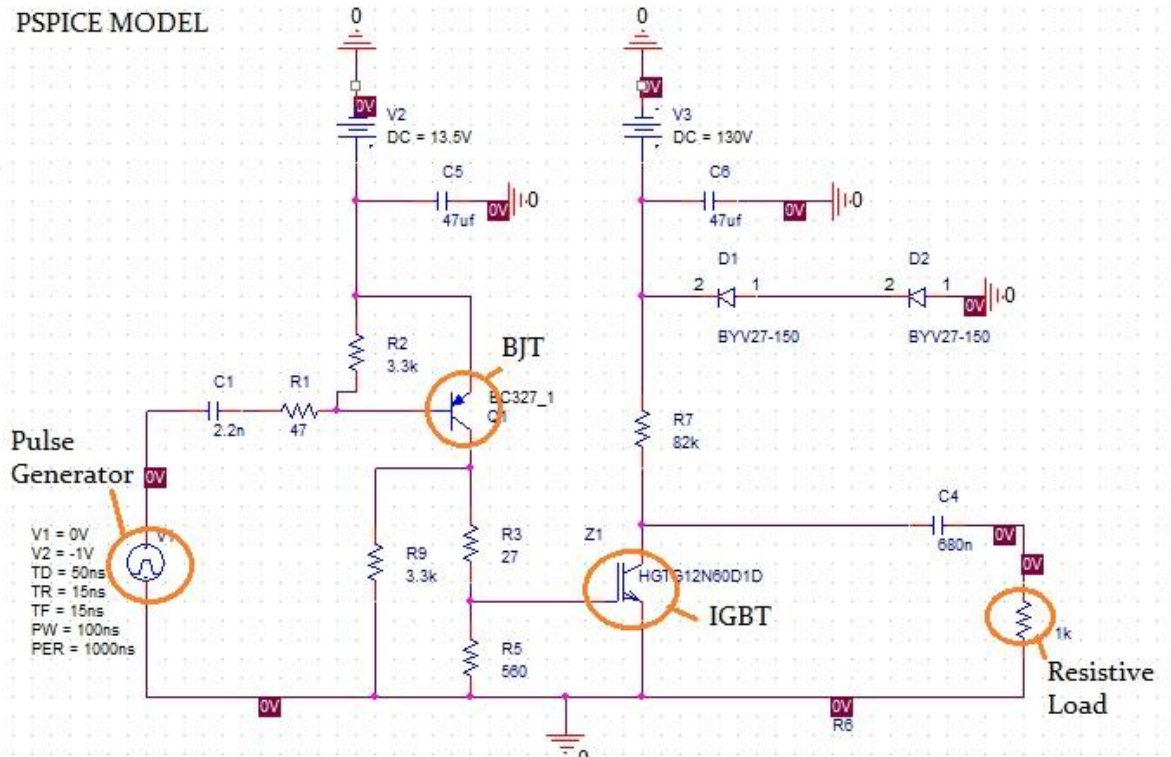 PSPICE MODEL
0
0
0V
V2
DC = 13.5V
0V
V3
DC = 130V
C5
47uf
0V
0
C6
47uf
0V
0
D1
2
1
BYV27-150
D2
2
1
BYV27-150
0V
0
R2
3.3k
BJT
BC327_1
Q1
C1
2.2n
R1
47
R7
82k
Pulse
Generator
0V
V1 = 0V
V2 = -1V
TD = 50ns
TR = 15ns
TF = 15ns
PW = 100ns
PER = 1000ns
V1
R9
3.3k
R3
27
Z1
HGTG12N60D1D
IGBT
C4
680n
0V
0V
1k
Resistive
Load
R5
560
0V
0V
R6
0